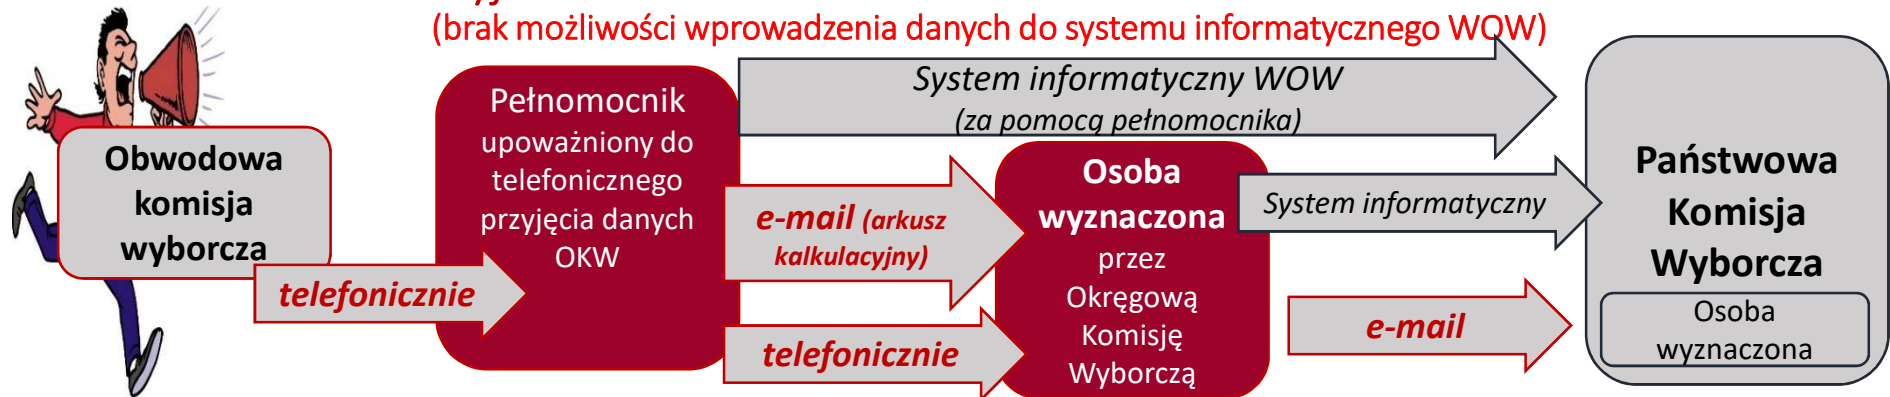 (brak możliwości wprowadzenia danych do systemu informatycznego WOW)
Obwodowa
komisja
wyborcza
telefonicznie
Pełnomocnik
upoważniony do
telefonicznego
przyjęcia danych
OKW
System informatyczny WOW
(za pomocą pełnomocnika)
e-mail (arkusz
kalkulacyjny)
telefonicznie
Osoba
wyznaczona
przez
Okręgową
Komisję
Wyborczą
System informatyczny
e-mail
Państwowa
Komisja
Wyborcza
Osoba
wyznaczona